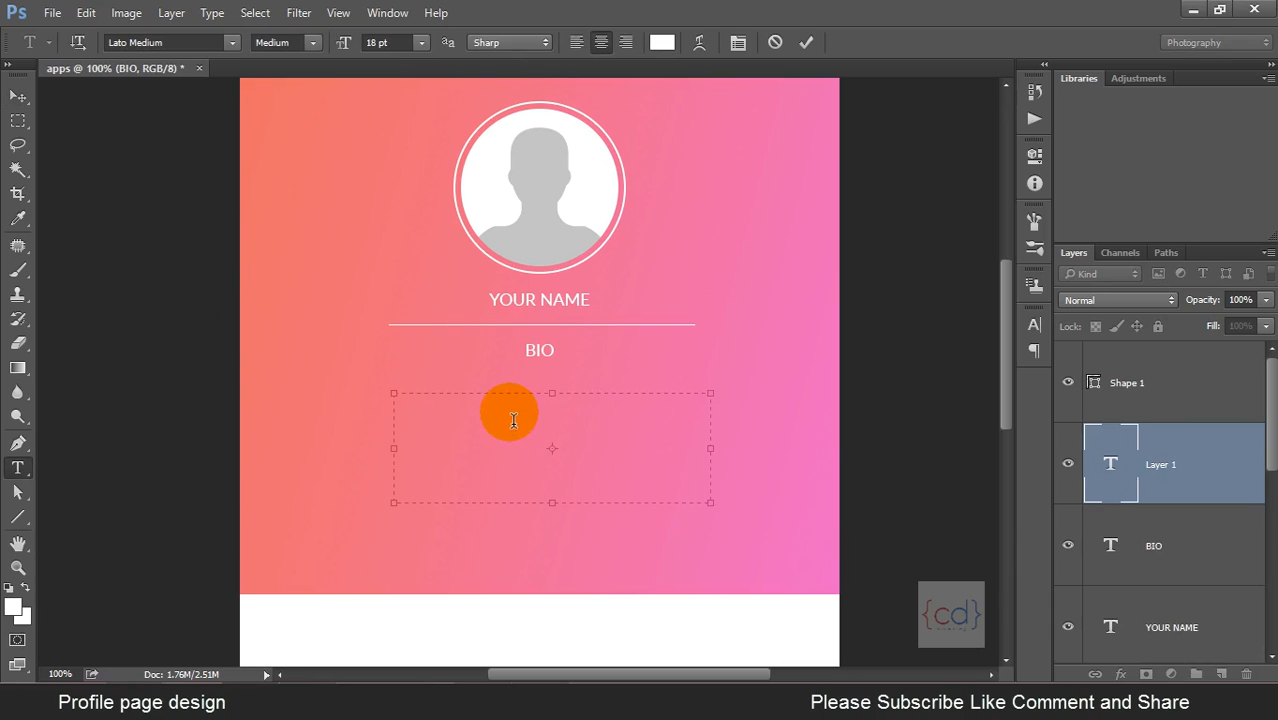 Ps File Edit Image Layer Type Select Filter View Window Help
T Lato Medium Medium 18 pt aa Sharp Photography
apps @ 100% (BIO, RGB/8) * ×
Libraries Adjustments
YOUR NAME
BIO
Layers Channels Paths
Kind
Normal Opacity: 100%
Lock: Fill: 100%
Shape 1
T Layer 1
T BIO
T YOUR NAME
{cd}
100% Doc: 1.76M/2.51M
Profile page design Please Subscribe Like Comment and Share